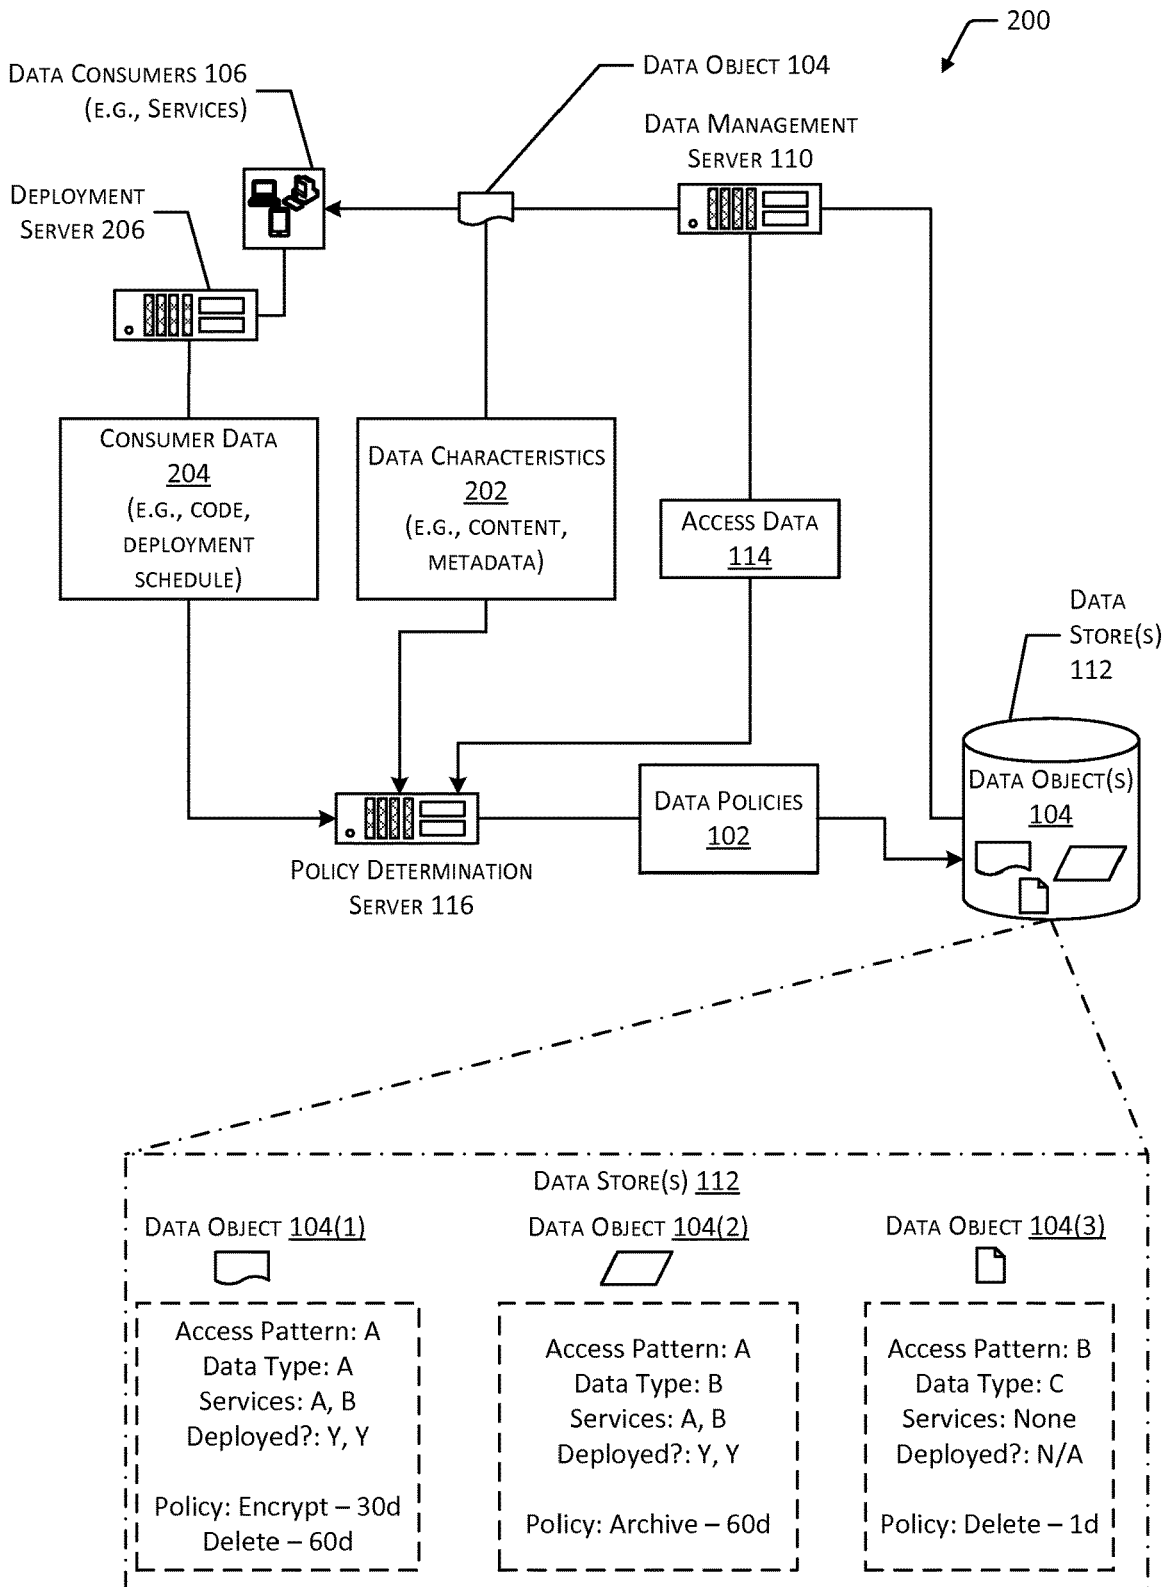 200
DATA CONSUMERS 106
(E.G., SERVICES)
DATA OBJECT 104
DATA MANAGEMENT
SERVER 110
DEPLOYMENT
SERVER 206
CONSUMER DATA
204
(E.G., CODE,
DEPLOYMENT
SCHEDULE)
DATA CHARACTERISTICS
202
(E.G., CONTENT,
METADATA)
ACCESS DATA
114
DATA
STORE(S)
112
DATA OBJECT(S)
104
DATA POLICIES
102
POLICY DETERMINATION
SERVER 116
DATA STORE(S) 112
DATA OBJECT 104(1)
Access Pattern: A
Data Type: A
Services: A, B
Deployed?: Y, Y
Policy: Encrypt – 30d
Delete – 60d
DATA OBJECT 104(2)
Access Pattern: A
Data Type: B
Services: A, B
Deployed?: Y, Y
Policy: Archive – 60d
DATA OBJECT 104(3)
Access Pattern: B
Data Type: C
Services: None
Deployed?: N/A
Policy: Delete – 1d